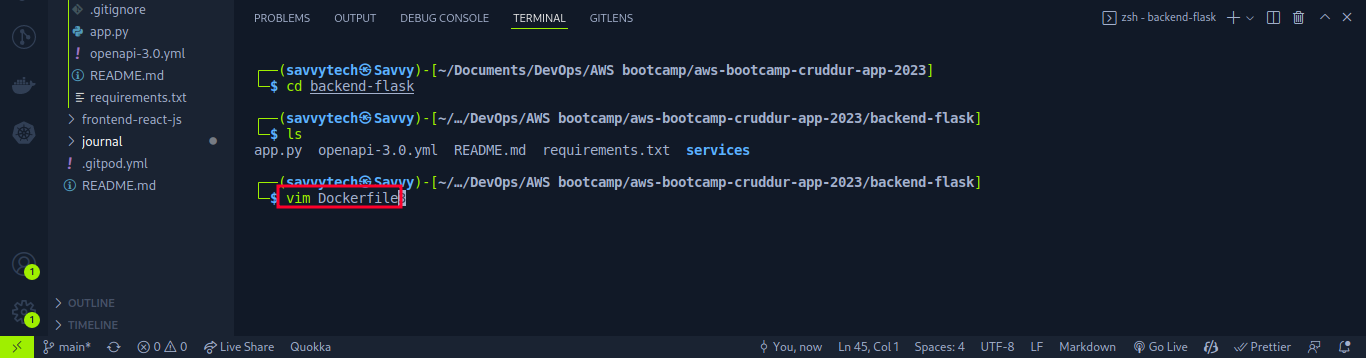 .gitignore
app.py
! openapi-3.0.yml
README.md
requirements.txt
> frontend-react-js
> journal
! .gitpod.yml
README.md
> OUTLINE
> TIMELINE
1
1
PROBLEMS OUTPUT DEBUG CONSOLE TERMINAL GITLENS
zsh - backend-flask
┌──(savvytech㉿Savvy)-[~/Documents/DevOps/AWS bootcamp/aws-bootcamp-cruddur-app-2023]
└─$ cd backend-flask
┌──(savvytech㉿Savvy)-[~/…/DevOps/AWS bootcamp/aws-bootcamp-cruddur-app-2023/backend-flask]
└─$ ls
app.py openapi-3.0.yml README.md requirements.txt services
┌──(savvytech㉿Savvy)-[~/…/DevOps/AWS bootcamp/aws-bootcamp-cruddur-app-2023/backend-flask]
└─$ vim Dockerfile
main* 0 0 Live Share Quokka You, now Ln 45, Col 1 Spaces: 4 UTF-8 LF Markdown Go Live Prettier